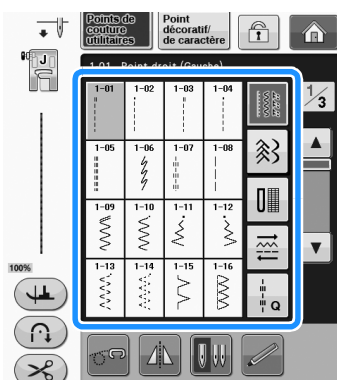 Points de
couture
utilitaires
Point
décoratif/
de caractère
J
1-01 Point droit (Gauche)
1/3
1-01 1-02 1-03 1-04
1-05 1-06 1-07 1-08
1-09 1-10 1-11 1-12
1-13 1-14 1-15 1-16
Q
100%